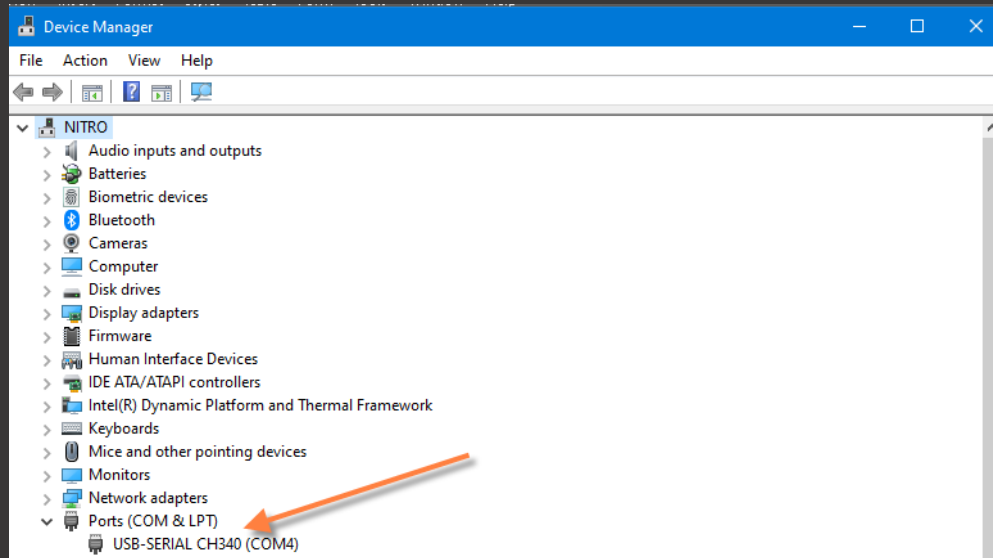 Device Manager
File Action View Help
NITRO
Audio inputs and outputs
Batteries
Biometric devices
Bluetooth
Cameras
Computer
Disk drives
Display adapters
Firmware
Human Interface Devices
IDE ATA/ATAPI controllers
Intel(R) Dynamic Platform and Thermal Framework
Keyboards
Mice and other pointing devices
Monitors
Network adapters
Ports (COM & LPT)
USB-SERIAL CH340 (COM4)